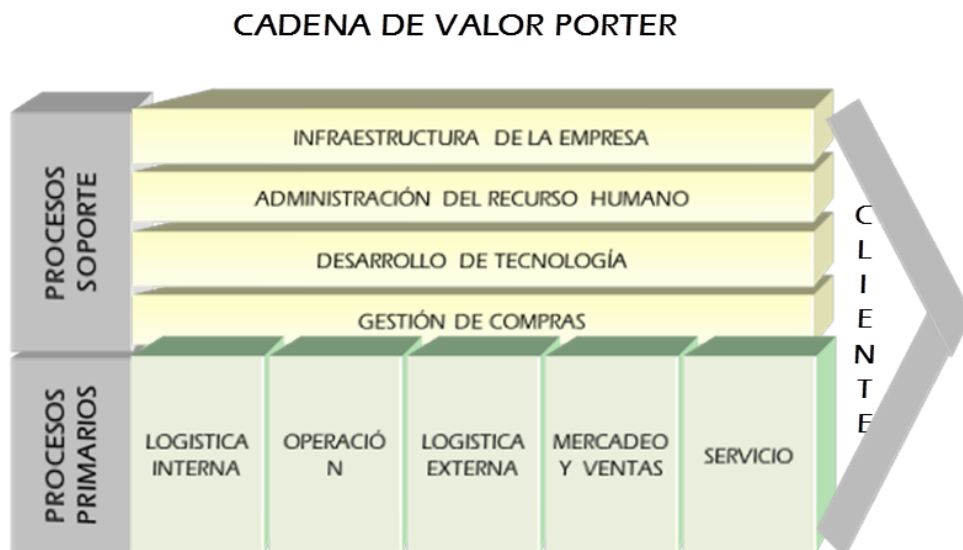 CADENA DE VALOR PORTER
PROCESOS
SOPORTE
INFRAESTRUCTURA DE LA EMPRESA
ADMINISTRACIÓN DEL RECURSO HUMANO
DESARROLLO DE TECNOLOGÍA
GESTIÓN DE COMPRAS
PROCESOS
PRIMARIOS
LOGISTICA
INTERNA
OPERACIÓ
N
LOGISTICA
EXTERNA
MERCADEO
Y VENTAS
SERVICIO
CLIENTE